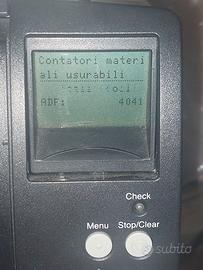 Contatori materi
ali usurabili
ADF: 4041
Check
Menu Stop/Clear
subito